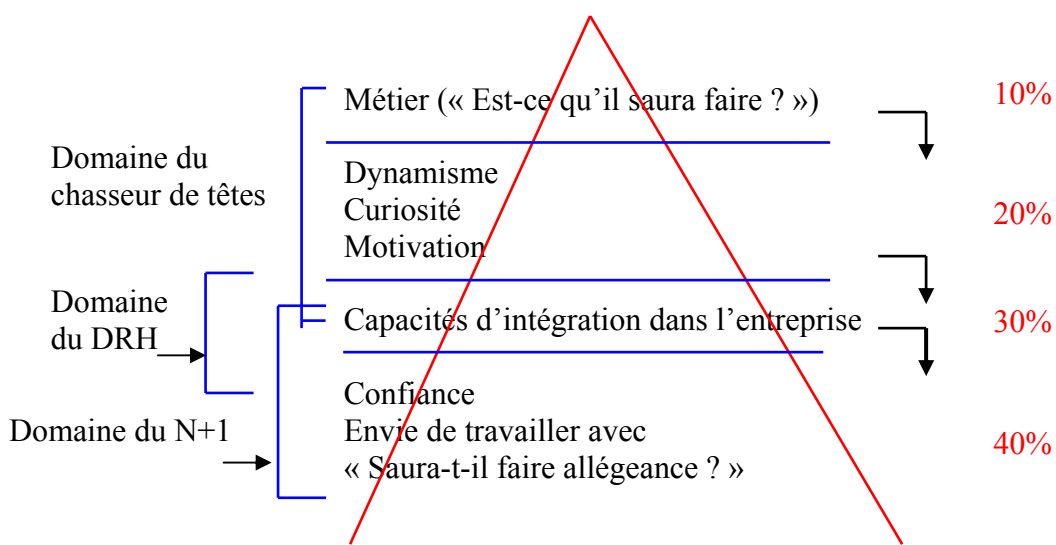 Métier (« Est-ce qu’il saura faire ? »)
10%
Domaine du
chasseur de têtes
Dynamisme
Curiosité
Motivation
20%
Domaine
du DRH
Capacités d’intégration dans l’entreprise
30%
Domaine du N+1
Confiance
Envie de travailler avec
« Saura-t-il faire allégeance ? »
40%